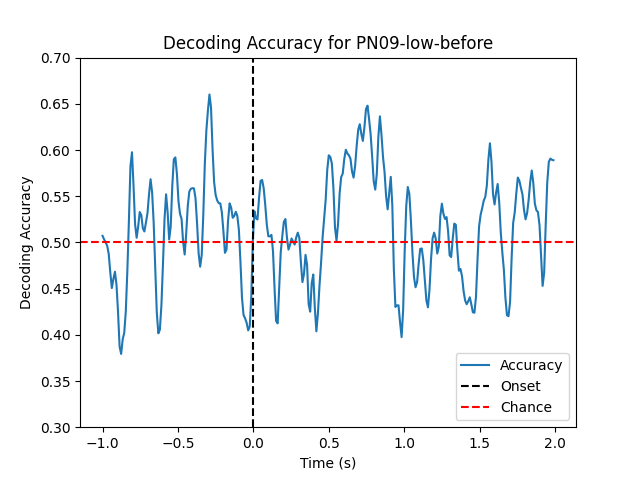 Decoding Accuracy for PN09-low-before
Decoding Accuracy
0.70
0.65
0.60
0.55
0.50
0.45
0.40
0.35
0.30
Accuracy
Onset
Chance
−1.0 −0.5 0.0 0.5 1.0 1.5 2.0
Time (s)